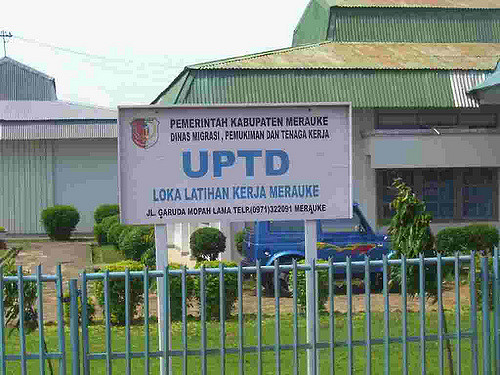 PEMERINTAH KABUPATEN MERAUKE
DINAS MIGRASI, PEMUKIMAN DAN TENAGA KERJA
UPTD
LOKA LATIHAN KERJA MERAUKE
JL. GARUDA MOPAH LAMA TELP.(0971)322091 MERAUKE